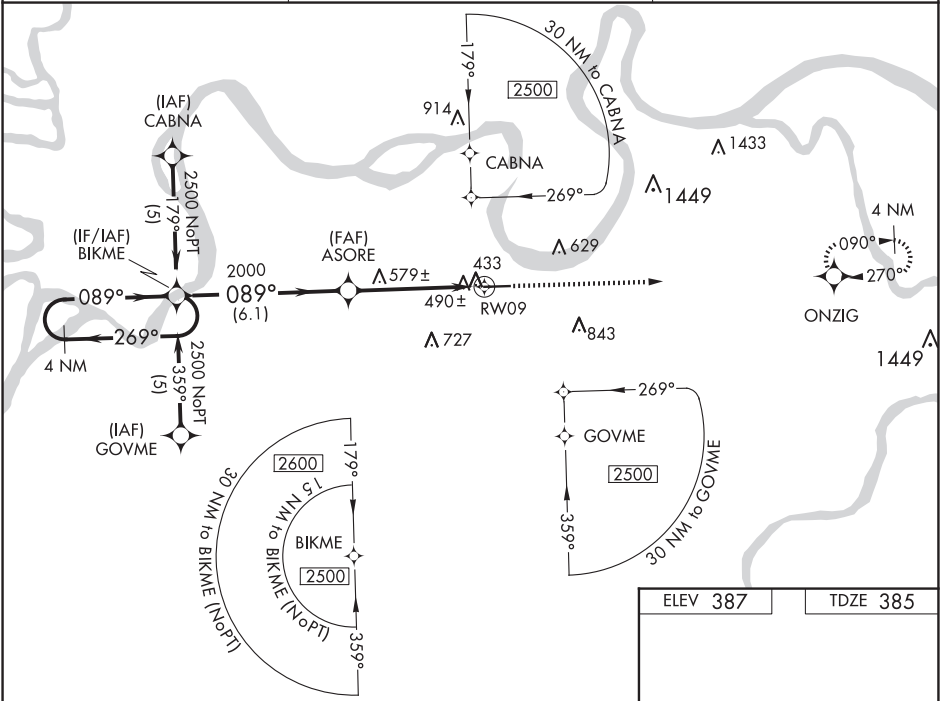 30 NM to CABNA
179°
2500
914
CABNA
269°
1433
1449
(IAF)
CABNA
2500 NoPT
179°
(5)
(IF/IAF)
BIKME
2000
089°
(6.1)
(FAF)
ASORE
579±
433
490±
RW09
629
4 NM
090°
270°
ONZIG
089°
269°
4 NM
727
843
1449
2500 NoPT
359°
(5)
(IAF)
GOVME
269°
GOVME
2500
359°
30 NM to GOVME
2600
179°
30 NM to BIKME (NoPT)
15 NM to BIKME (NoPT)
BIKME
2500
359°
ELEV 387
TDZE 385